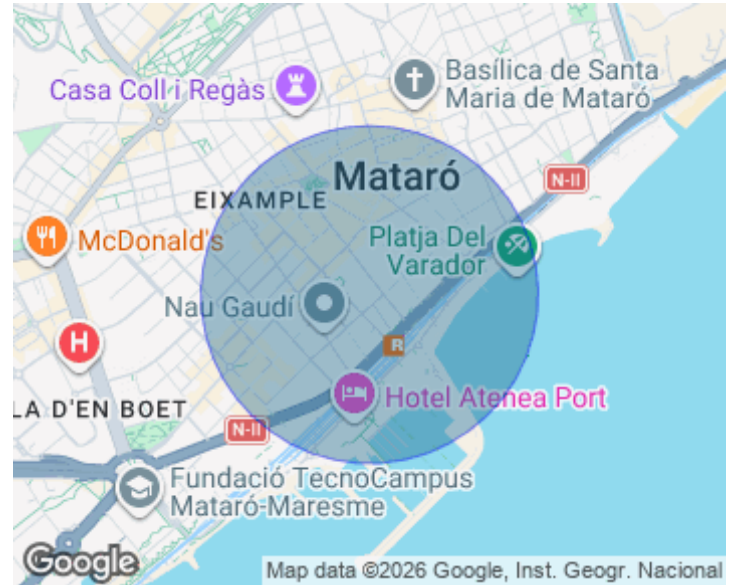 Casa Coll i Regàs
Basílica de Santa
Maria de Mataró
Mataró
N-II
EIXAMPLE
McDonald's
Platja Del
Varador
Nau Gaudí
R
H
Hotel Atenea Port
LA D'EN BOET
N-II
Fundació TecnoCampus
Mataró-Maresme
Google
Map data ©2026 Google, Inst. Geogr. Nacional